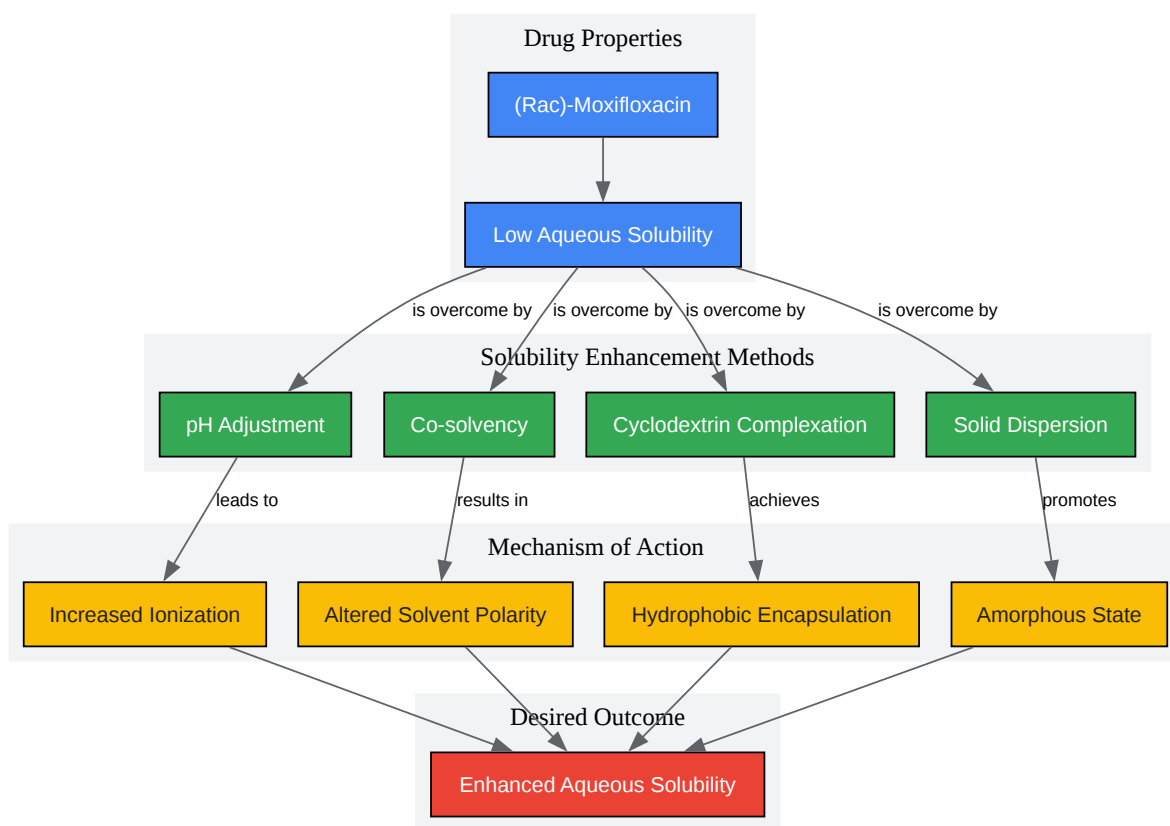 Drug Properties
(Rac)-Moxifloxacin
Low Aqueous Solubility
is overcome by
is overcome by
is overcome by
is overcome by
Solubility Enhancement Methods
pH Adjustment
Co-solvency
Cyclodextrin Complexation
Solid Dispersion
leads to
results in
achieves
promotes
Mechanism of Action
Increased Ionization
Altered Solvent Polarity
Hydrophobic Encapsulation
Amorphous State
Desired Outcome
Enhanced Aqueous Solubility